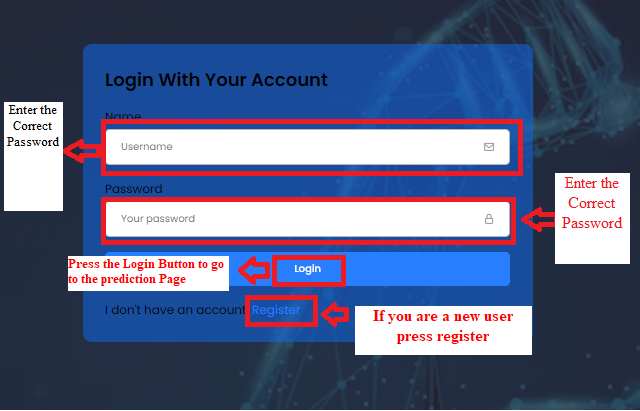 Login With Your Account
Enter the
Correct
Password
Name
Username
Password
Your password
Enter the
Correct
Password
Press the Login Button to go
to the prediction Page
Login
I don't have an account
Register
If you are a new user
press register